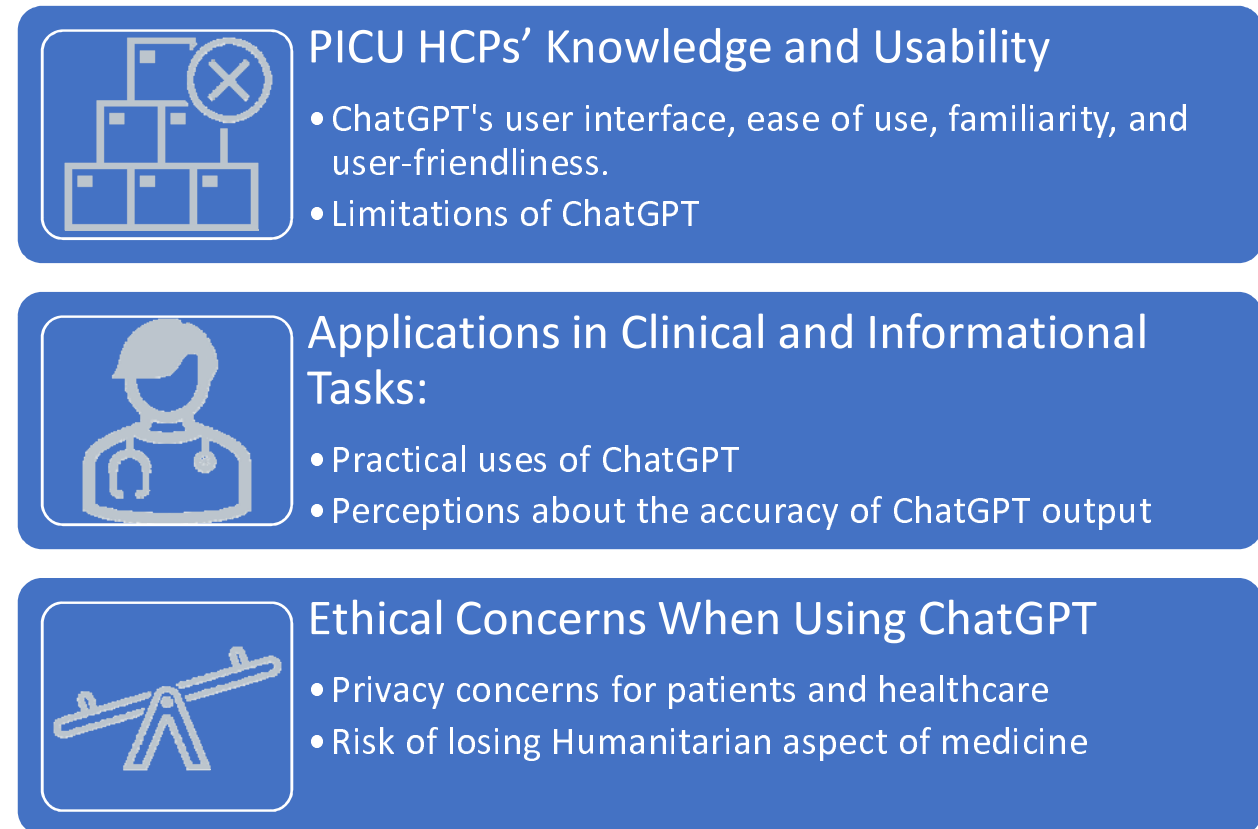 PICU HCPs’ Knowledge and Usability
• ChatGPT's user interface, ease of use, familiarity, and
user-friendliness.
• Limitations of ChatGPT
Applications in Clinical and Informational
Tasks:
• Practical uses of ChatGPT
• Perceptions about the accuracy of ChatGPT output
Ethical Concerns When Using ChatGPT
• Privacy concerns for patients and healthcare
• Risk of losing Humanitarian aspect of medicine